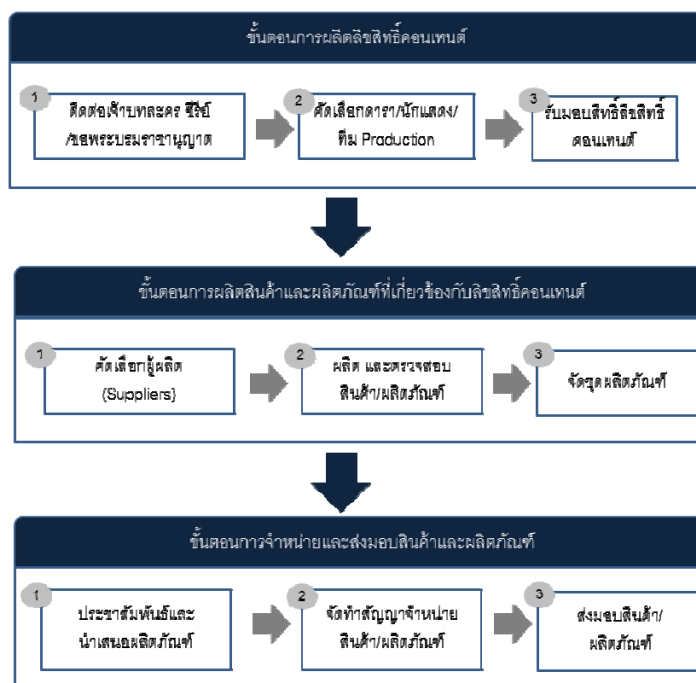 ขั้นตอนการผลิตลิขสิทธิ์คอนเทนต์
1
ติดต่อเจ้าบทละคร ซีรีย์
/ขอพระบรมราชานุญาต
2
คัดเลือกดารา/นักแสดง/
ทีม Production
3
รับมอบสิทธิ์ลิขสิทธิ์
คอนเทนต์
ขั้นตอนการผลิตสินค้าและผลิตภัณฑ์ที่เกี่ยวข้องกับลิขสิทธิ์คอนเทนต์
1
คัดเลือกผู้ผลิต
(Suppliers)
2
ผลิต และตรวจสอบ
สินค้า/ผลิตภัณฑ์
3
จัดชุดผลิตภัณฑ์
ขั้นตอนการจำหน่ายและส่งมอบสินค้าและผลิตภัณฑ์
1
ประชาสัมพันธ์และ
นำเสนอผลิตภัณฑ์
2
จัดทำสัญญาจำหน่าย
สินค้า/ผลิตภัณฑ์
3
ส่งมอบสินค้า/
ผลิตภัณฑ์